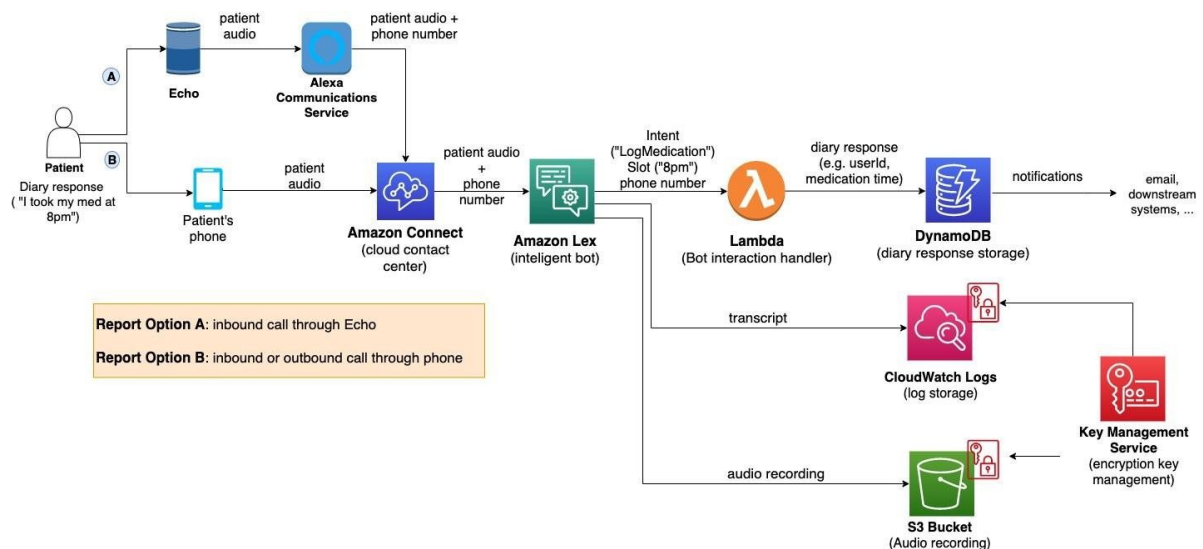 patient
audio
patient audio +
phone number
A
Echo
Alexa
Communications
Service
B
Patient
Diary response
( "I took my med at
8pm")
Patient's
phone
patient
audio
Amazon Connect
(cloud contact
center)
patient audio
+
phone
number
Amazon Lex
(inteligent bot)
Intent
("LogMedication")
Slot ("8pm")
phone number
Lambda
(Bot interaction handler)
diary response
(e.g. userId,
medication time)
DynamoDB
(diary response storage)
notifications
email,
downstream
systems, ...
Report Option A: inbound call through Echo
Report Option B: inbound or outbound call through phone
transcript
CloudWatch Logs
(log storage)
Key Management
Service
(encryption key
management)
audio recording
S3 Bucket
(Audio recording)